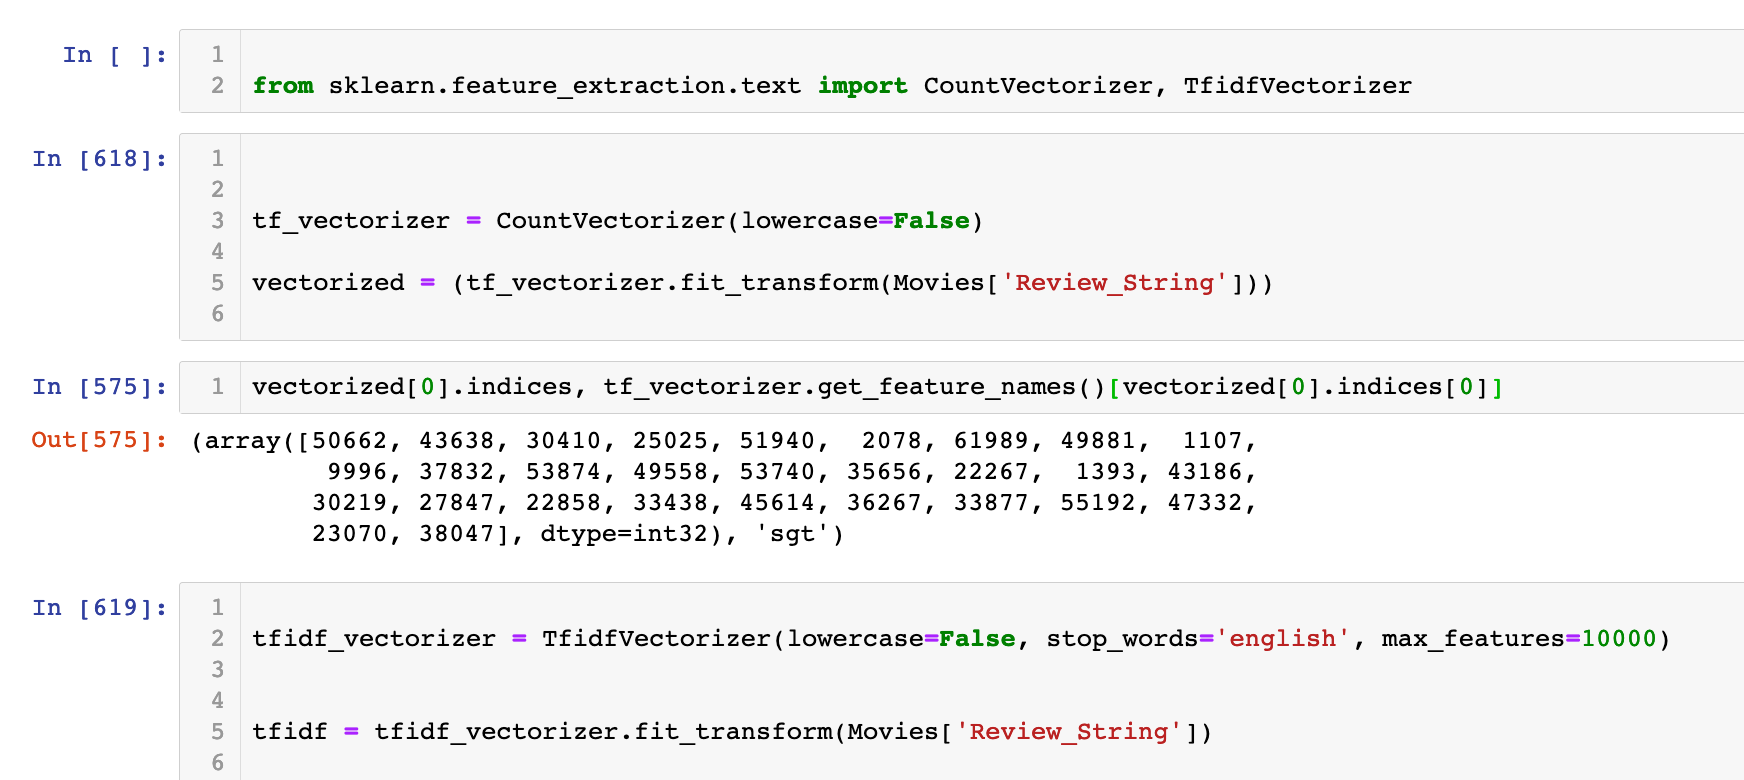 In [ ]:
1
2 from sklearn.feature_extraction.text import CountVectorizer, TfidfVectorizer
In [618]:
1
2
3 tf_vectorizer = CountVectorizer(lowercase=False)
4
5 vectorized = (tf_vectorizer.fit_transform(Movies['Review_String']))
6
In [575]:
1 vectorized[0].indices, tf_vectorizer.get_feature_names()[vectorized[0].indices[0]]
Out[575]: (array([50662, 43638, 30410, 25025, 51940,  2078, 61989, 49881,  1107,
9996, 37832, 53874, 49558, 53740, 35656, 22267,  1393, 43186,
30219, 27847, 22858, 33438, 45614, 36267, 33877, 55192, 47332,
23070, 38047], dtype=int32), 'sgt')
In [619]:
1
2 tfidf_vectorizer = TfidfVectorizer(lowercase=False, stop_words='english', max_features=10000)
3
4
5 tfidf = tfidf_vectorizer.fit_transform(Movies['Review_String'])
6